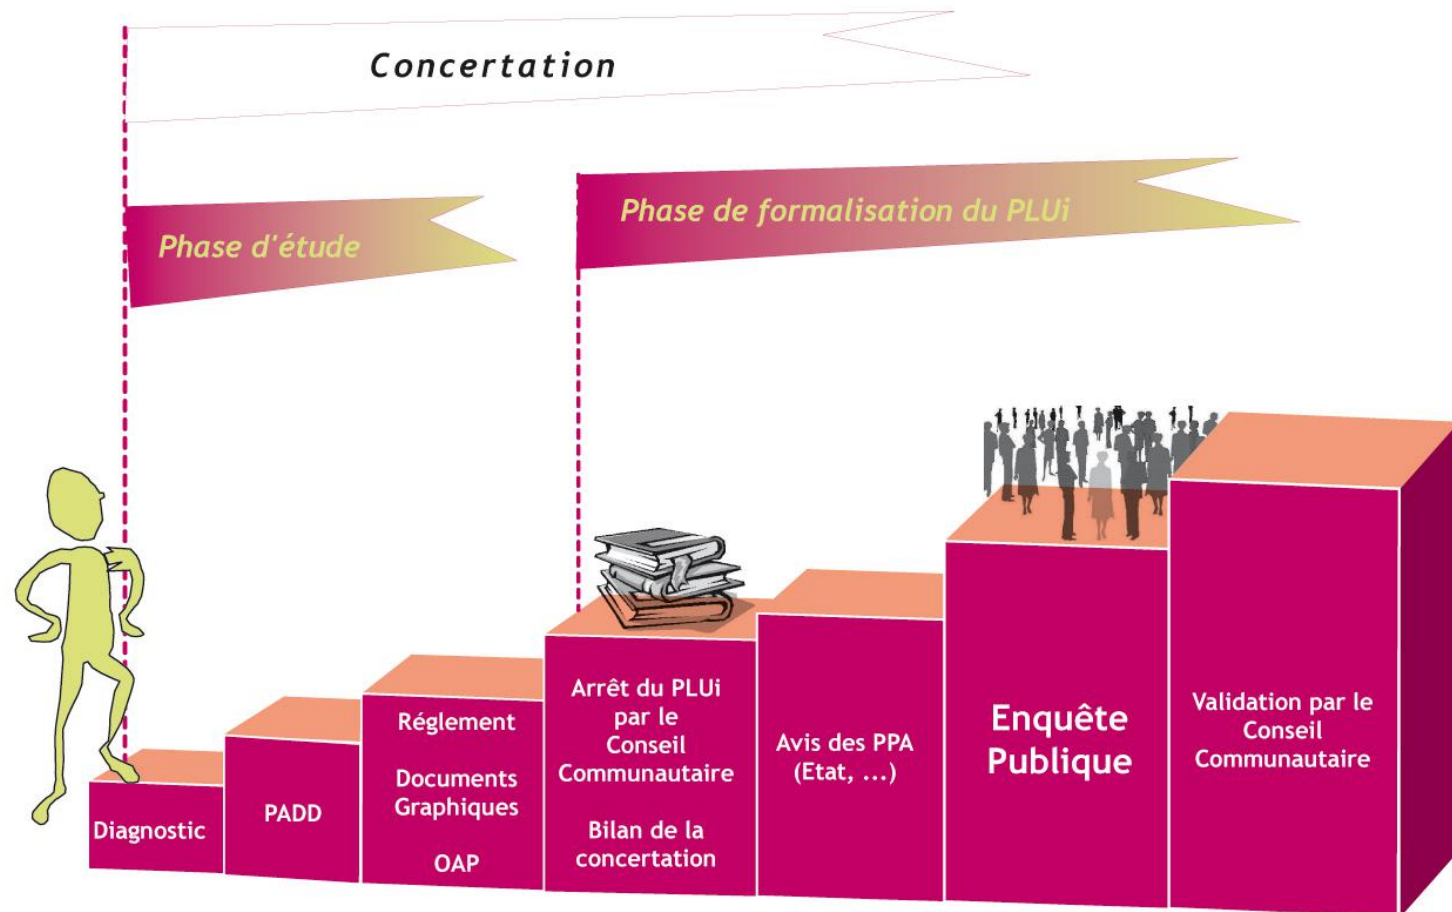 Concertation
Phase d'étude
Phase de formalisation du PLUi
Diagnostic
PADD
Réglement
Documents
Graphiques
OAP
Arrêt du PLUi
par le
Conseil
Communautaire
Bilan de la
concertation
Avis des PPA
(Etat, ...)
Enquête
Publique
Validation par le
Conseil
Communautaire